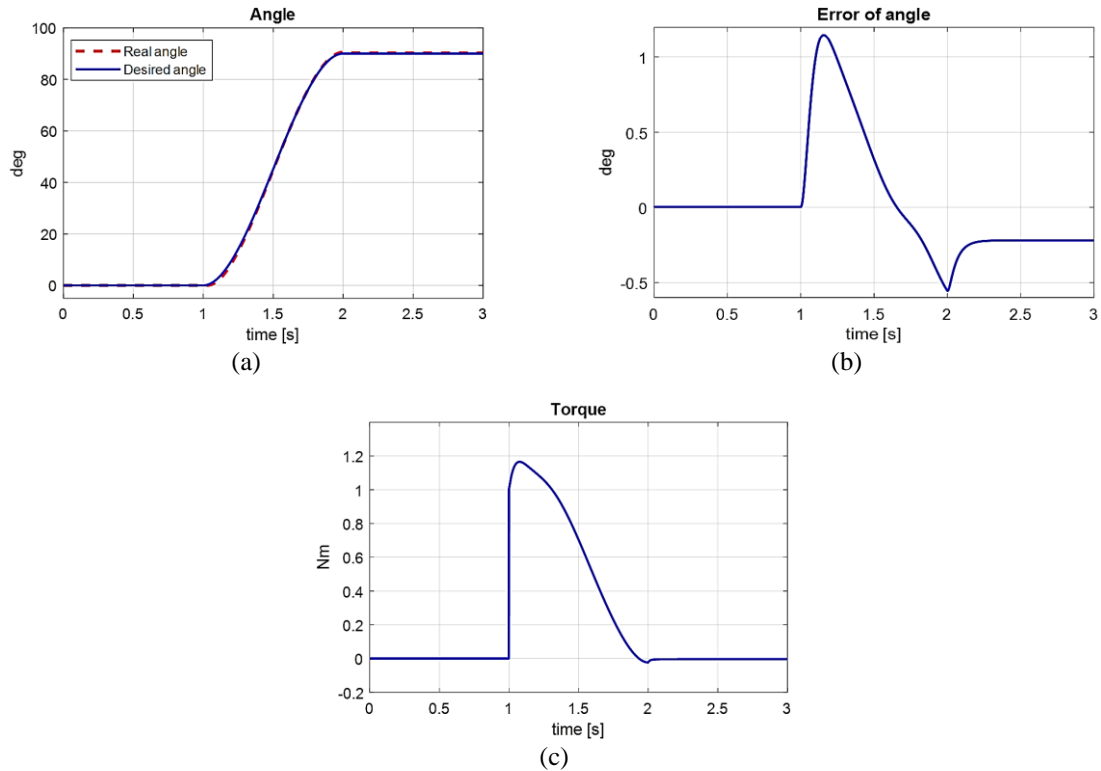 Angle
100
80
60
40
20
0
deg
Real angle
Desired angle
0 0.5 1 1.5 2 2.5 3
time [s]
(a)
Error of angle
1
0.5
0
-0.5
deg
0 0.5 1 1.5 2 2.5 3
time [s]
(b)
Torque
1.2
1
0.8
0.6
0.4
0.2
0
-0.2
Nm
0 0.5 1 1.5 2 2.5 3
time [s]
(c)